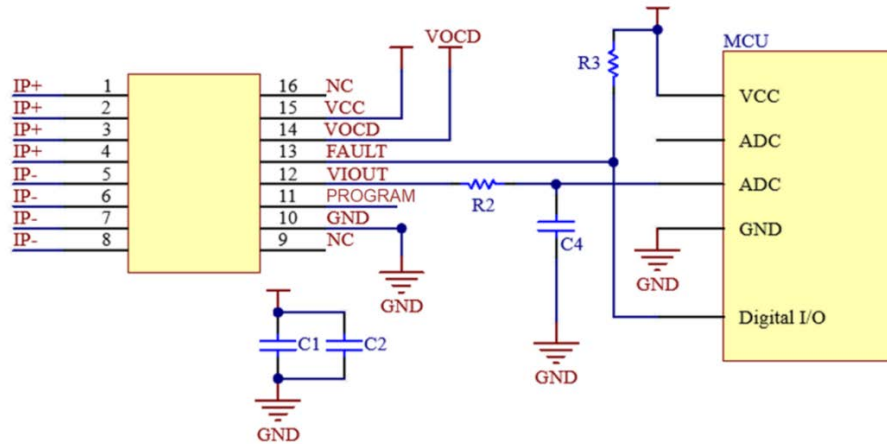 VOCD
MCU
R3
IP+ 1 16 NC
IP+ 2 15 VCC
IP+ 3 14 VOCD
IP+ 4 13 FAULT
IP- 5 12 VIOUT
IP- 6 11 PROGRAM
IP- 7 10 GND
IP- 8 9 NC
R2
C4
VCC
ADC
ADC
GND
Digital I/O
GND
GND
GND
C1 C2
GND